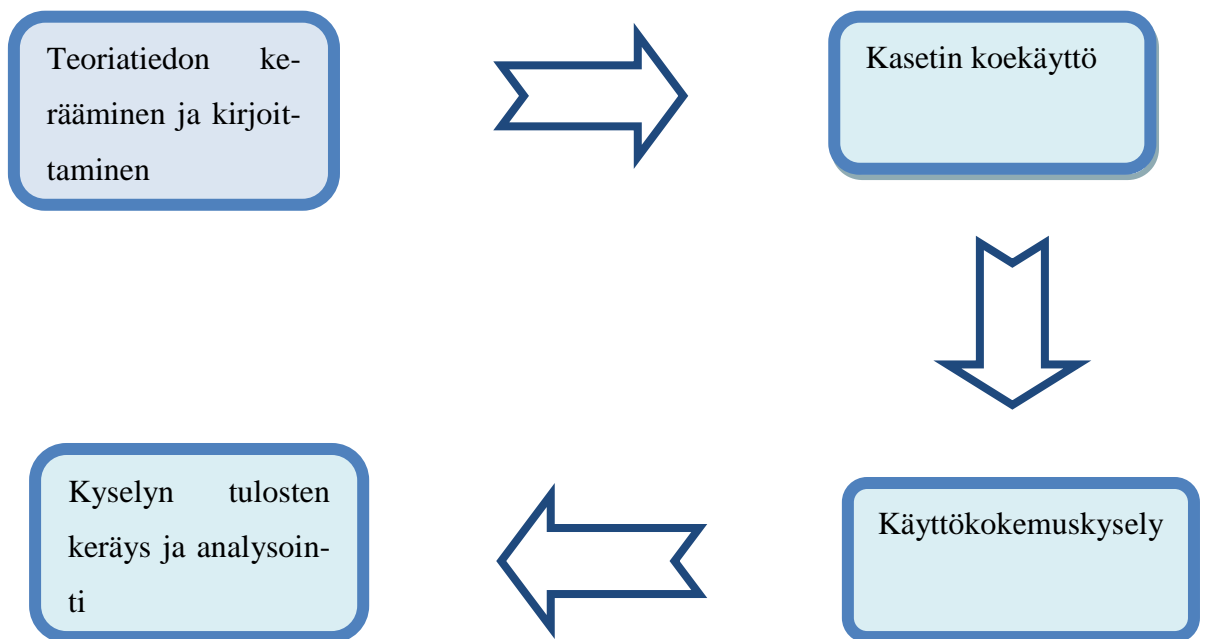 Teoriatiedon ke-
rääminen ja kirjoit-
taminen
Kasetin koekäyttö
Käyttökokemuskysely
Kyselyn tulosten
keräys ja analysoin-
ti